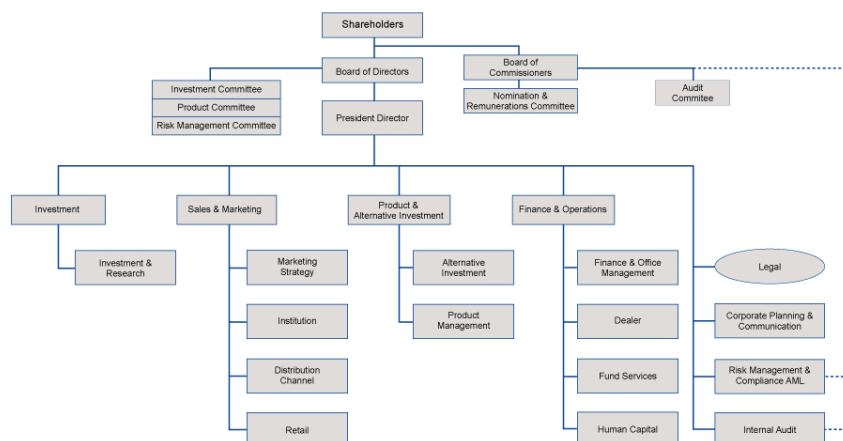 Shareholders
Board of Directors
Board of
Commissioners
Investment Committee
Product Committee
Risk Management Committee
Nomination &
Remunerations Committee
Audit
Commitee
President Director
Investment
Sales & Marketing
Product &
Alternative Investment
Finance & Operations
Investment &
Research
Marketing
Strategy
Alternative
Investment
Finance & Office
Management
Legal
Institution
Product
Management
Dealer
Corporate Planning &
Communication
Distribution
Channel
Fund Services
Risk Management &
Compliance AML
Retail
Human Capital
Internal Audit